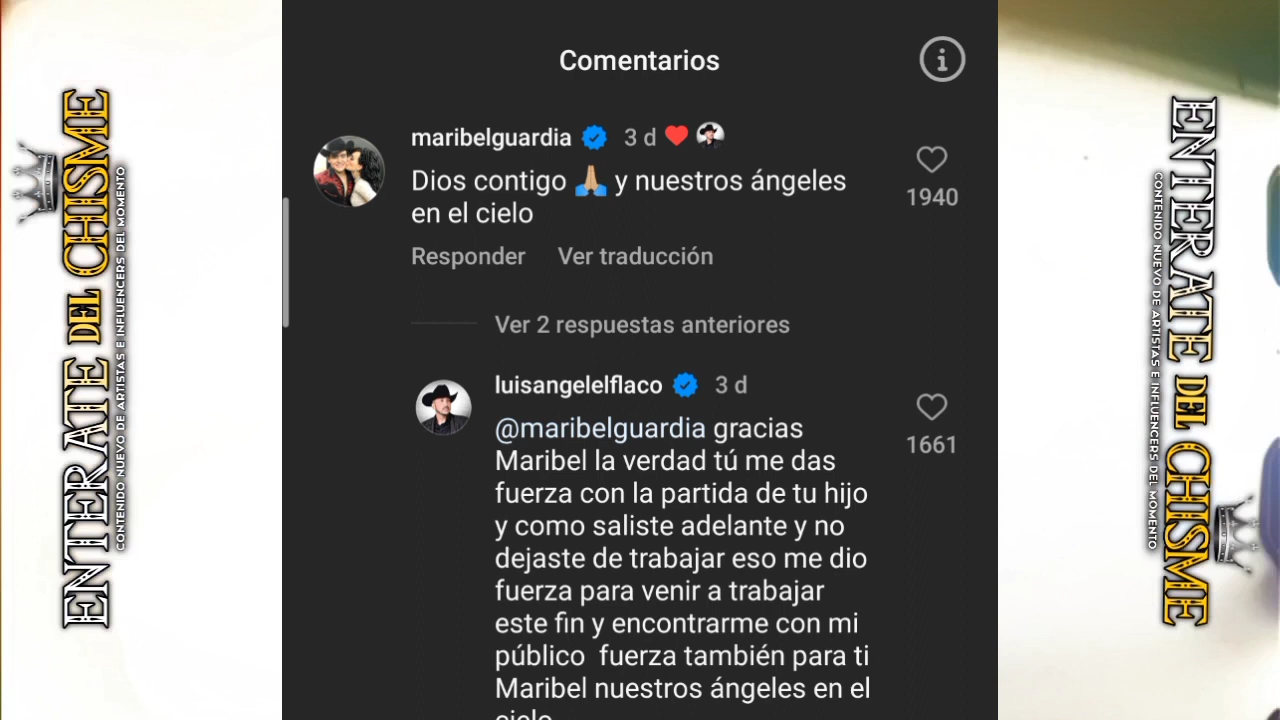 ENTERATE DEL CHISME
CONTENIDO NUEVO DE ARTISTAS E INFLUENCERS DEL MOMENTO
Comentarios
maribelguardia 3 d
Dios contigo 🙏🏼 y nuestros ángeles
en el cielo
1940
Responder Ver traducción
Ver 2 respuestas anteriores
luisangelelflaco 3 d
@maribelguardia gracias
Maribel la verdad tú me das
fuerza con la partida de tu hijo
y como saliste adelante y no
dejaste de trabajar eso me dio
fuerza para venir a trabajar
este fin y encontrarme con mi
público fuerza también para ti
Maribel nuestros ángeles en el
cielo
1661
ENTERATE DEL CHISME
CONTENIDO NUEVO DE ARTISTAS E INFLUENCERS DEL MOMENTO